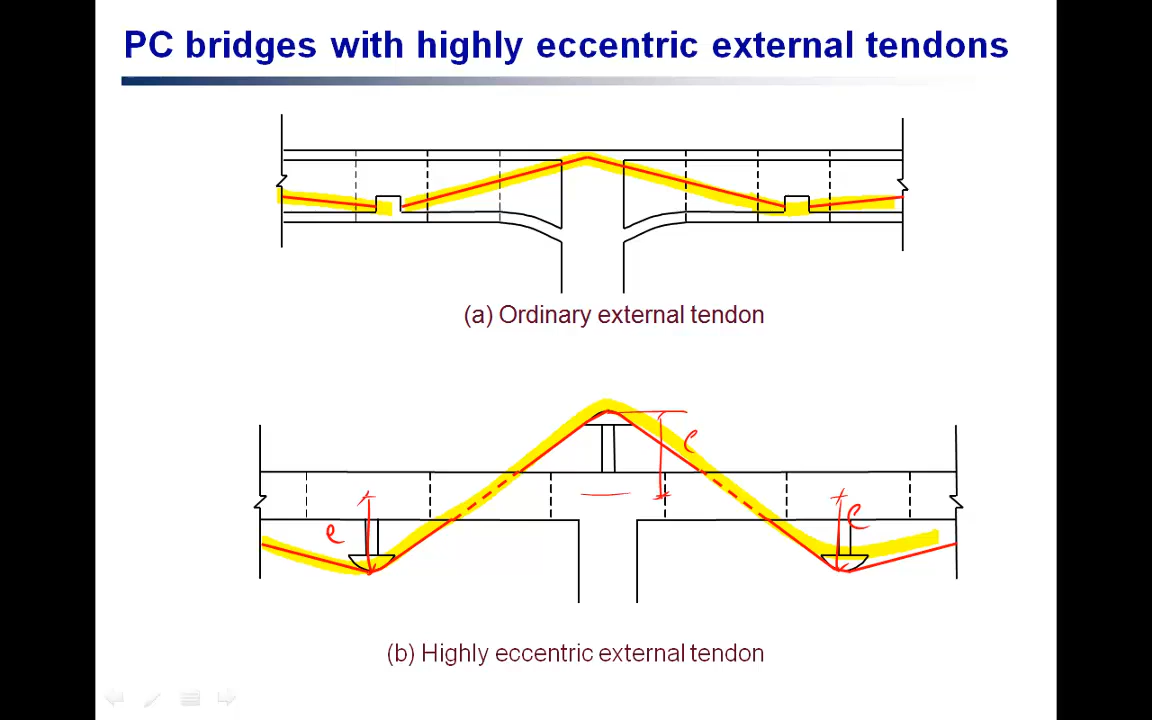 PC bridges with highly eccentric external tendons
(a) Ordinary external tendon
e
e
e
(b) Highly eccentric external tendon